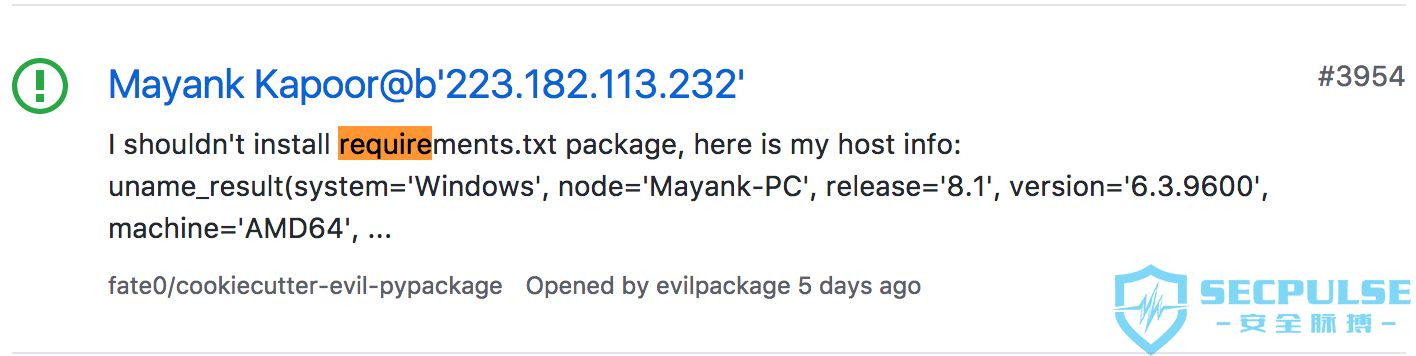 Mayank Kapoor@b'223.182.113.232'
#3954
I shouldn't install requirements.txt package, here is my host info:
uname_result(system='Windows', node='Mayank-PC', release='8.1', version='6.3.9600',
machine='AMD64', ...
fate0/cookiecutter-evil-pypackage Opened by evilpackage 5 days ago
SECPULSE
-安全脉搏-